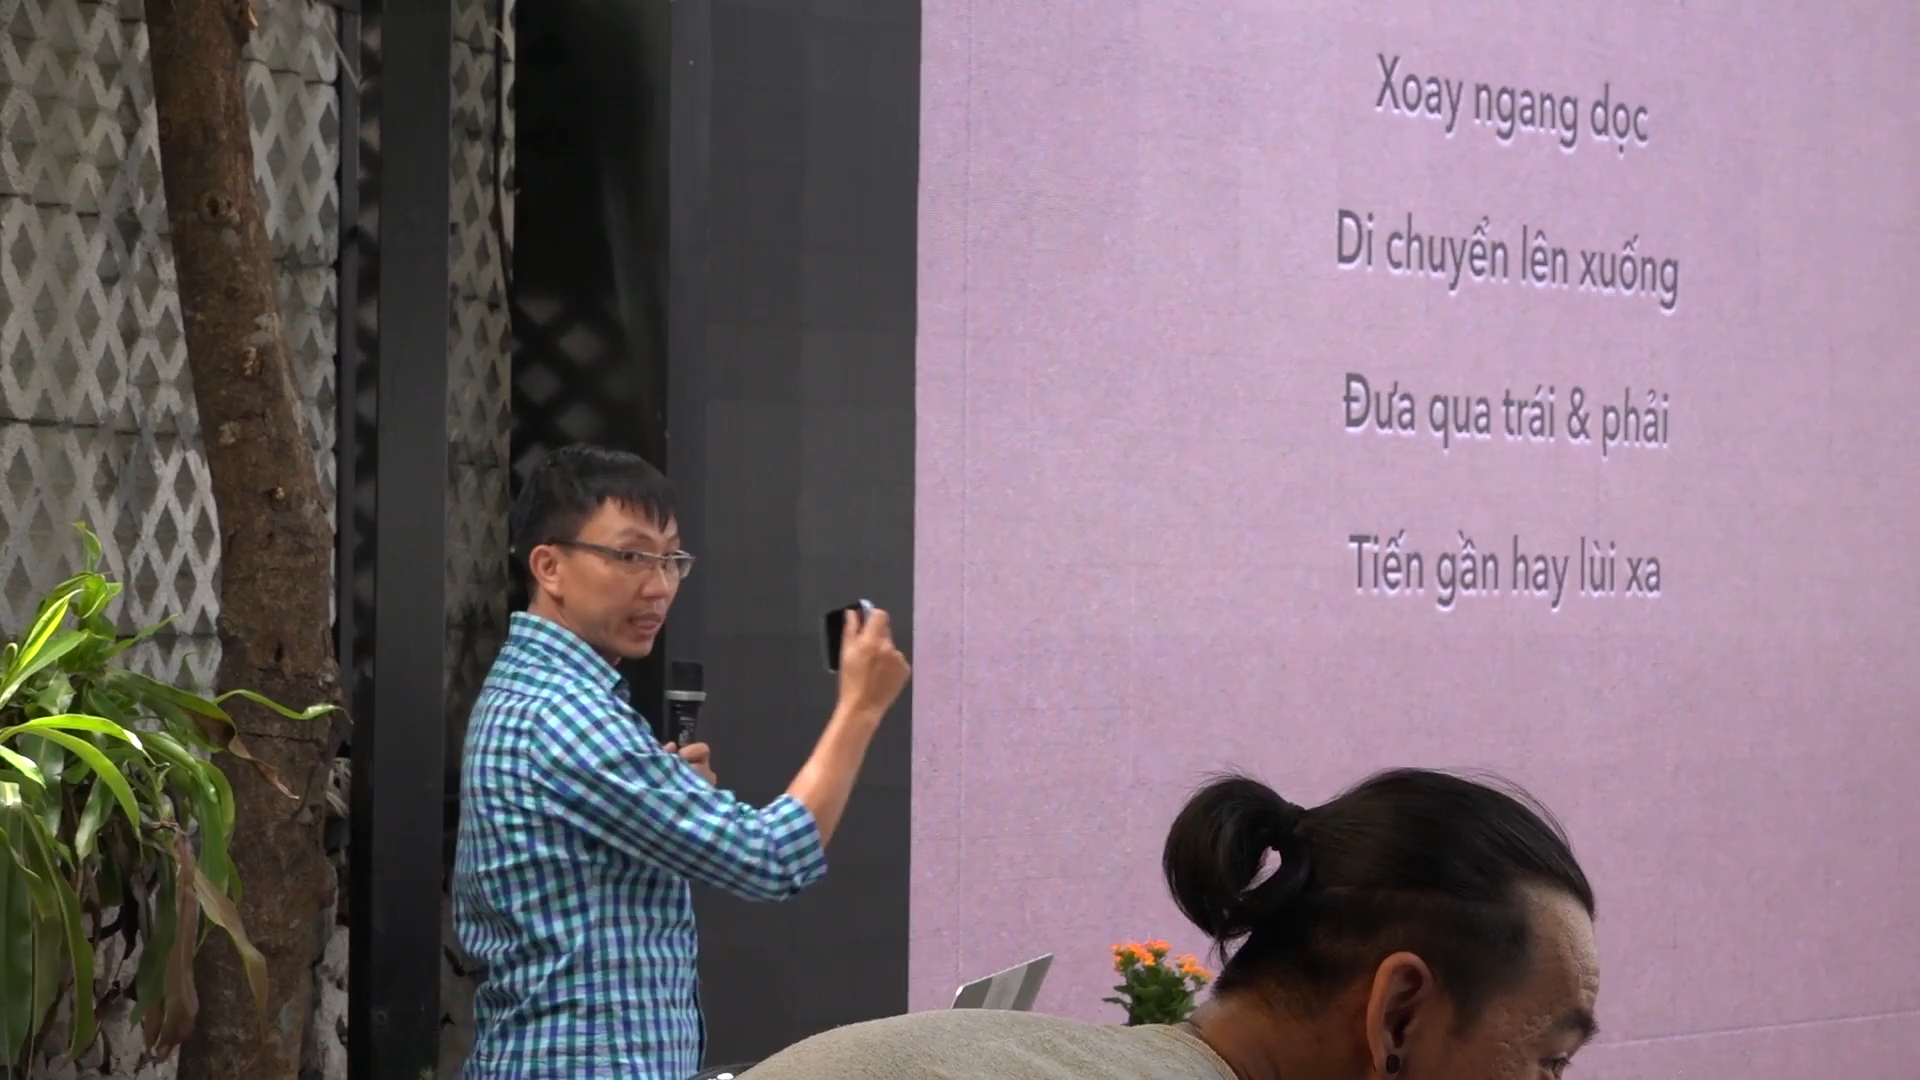 Xoay ngang dọc
Di chuyển lên xuống
Đưa qua trái & phải
Tiến gần hay lùi xa